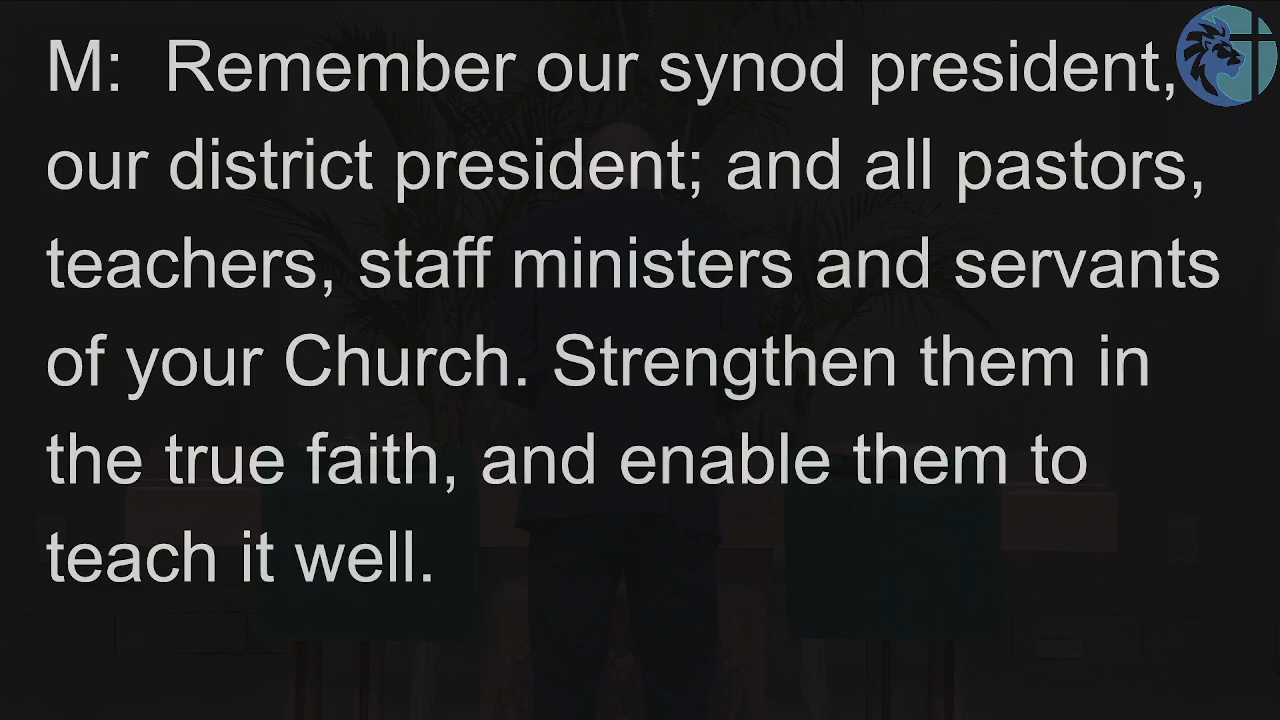 M:  Remember our synod president,
our district president; and all pastors,
teachers, staff ministers and servants
of your Church. Strengthen them in
the true faith, and enable them to
teach it well.